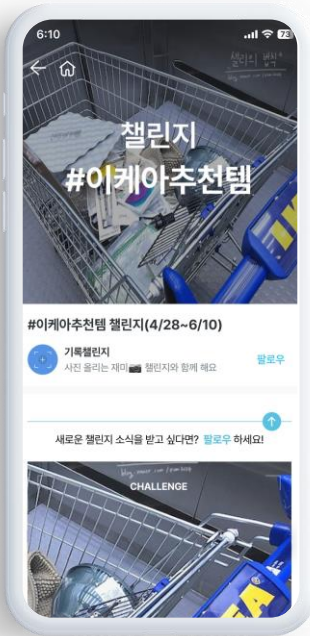 6:10
73
챌린지
#이케아추천템
#이케아추천템 챌린지(4/28~6/10)
기록챌린지
사진 올리는 재미📷 챌린지와 함께 해요
팔로우
새로운 챌린지 소식을 받고 싶다면? 팔로우 하세요!
CHALLENGE